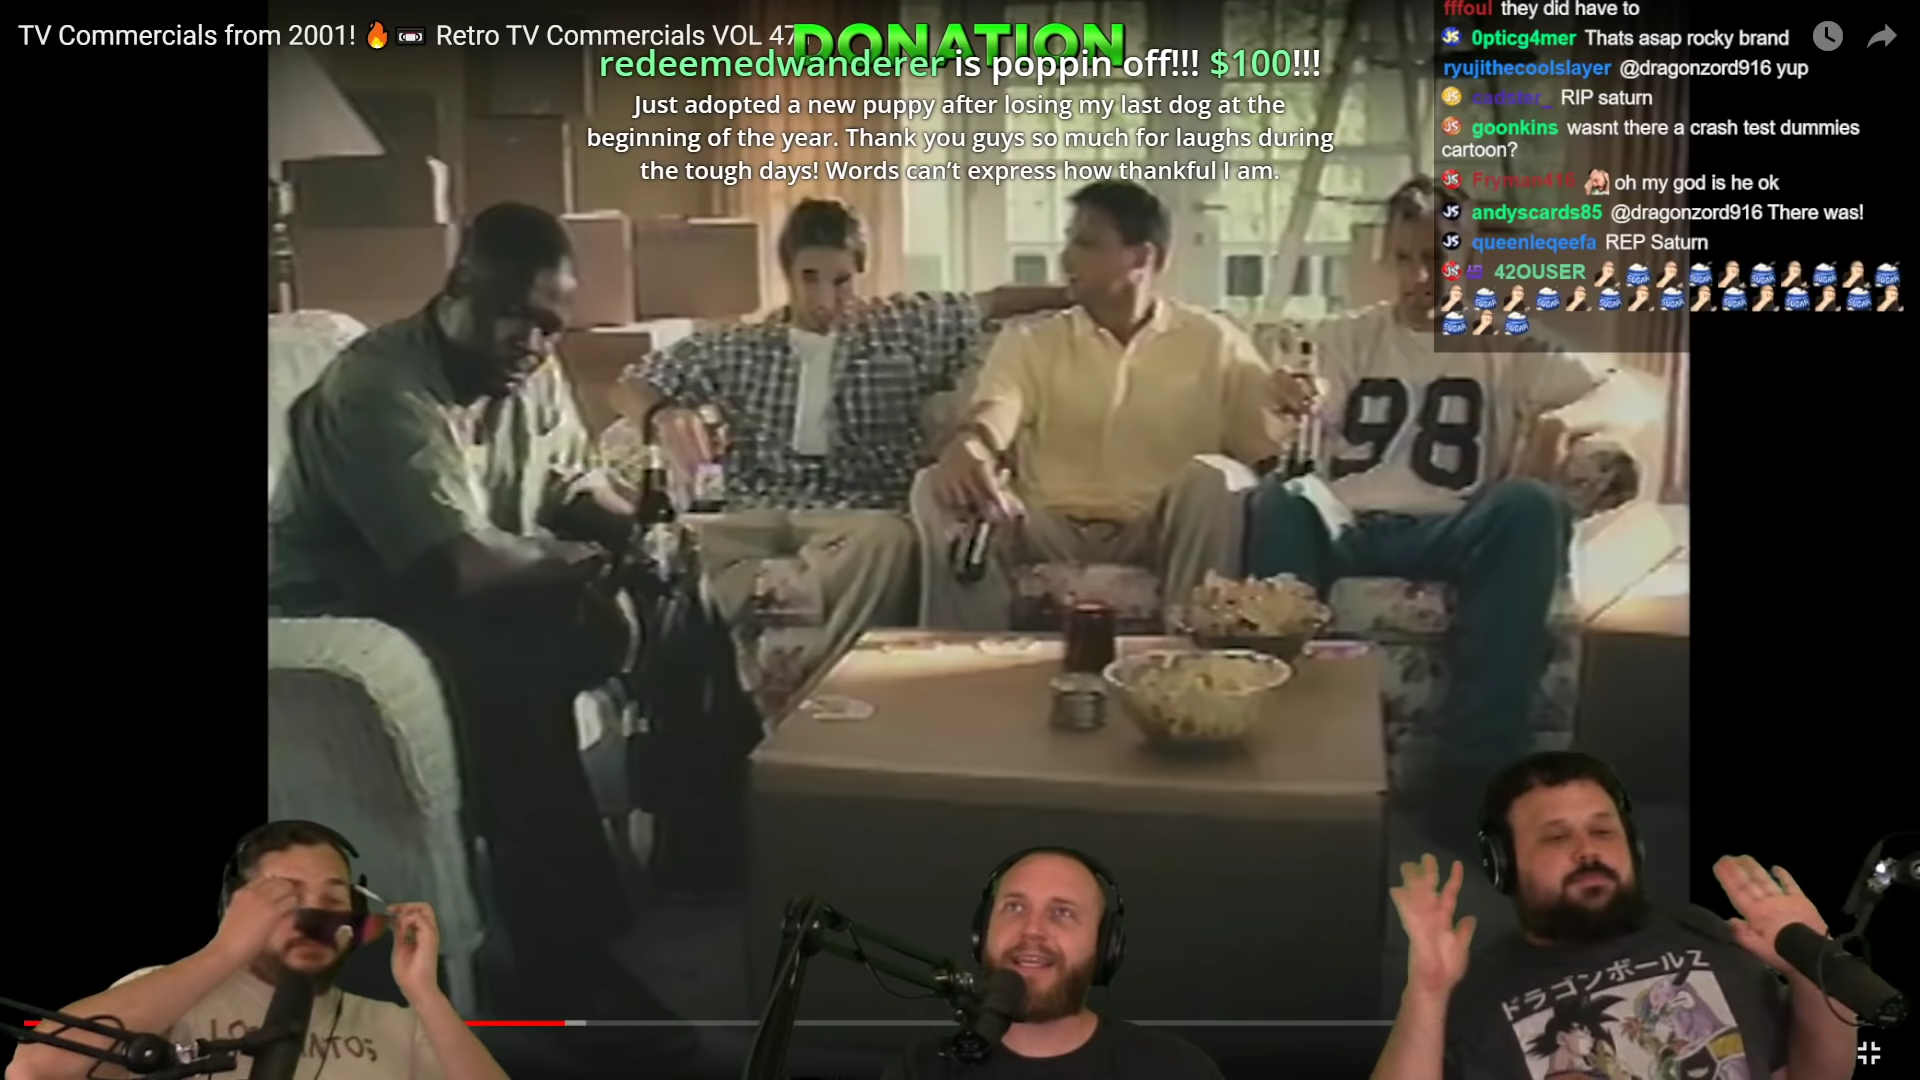 TV Commercials from 2001! 🔥📼 Retro TV Commercials VOL 47
DONATION
redeemedwanderer is poppin off!!! $100!!!
Just adopted a new puppy after losing my last dog at the
beginning of the year. Thank you guys so much for laughs during
the tough days! Words can't express how thankful I am.
fffoul they did have to
0pticg4mer Thats asap rocky brand
ryujithecoolslayer @dragonzord916 yup
RIP saturn
goonkins wasnt there a crash test dummies
cartoon?
oh my god is he ok
andyscards85 @dragonzord916 There was!
queenleqeefa REP Saturn
42OUSER
98
ドラゴンボールZ